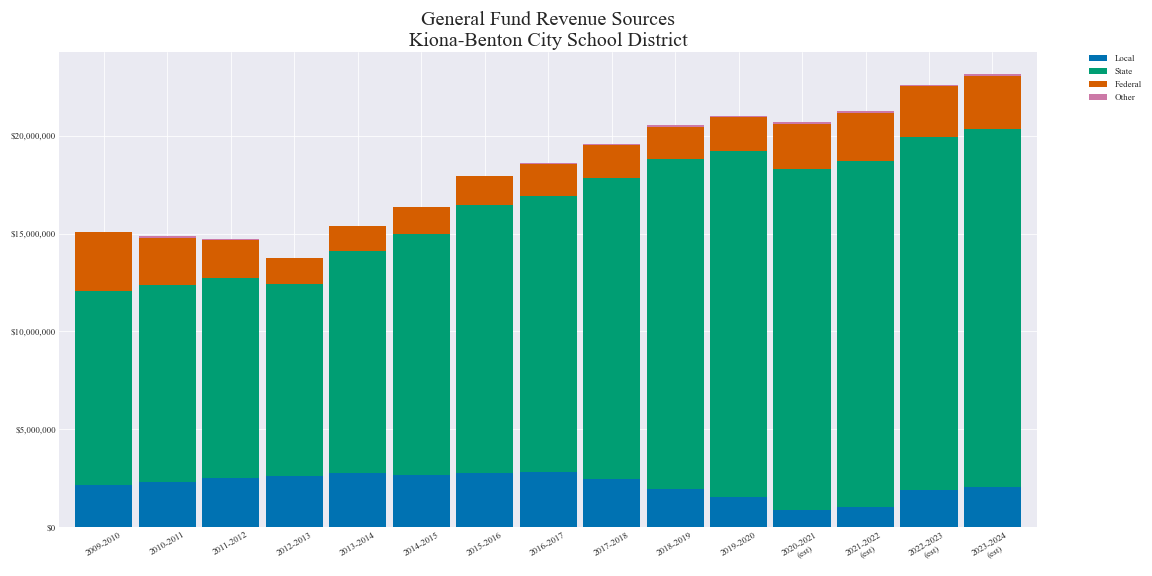 General Fund Revenue Sources
Kiona-Benton City School District
Local
State
Federal
Other
$20,000,000
$15,000,000
$10,000,000
$5,000,000
$0
2009-2010
2010-2011
2011-2012
2012-2013
2013-2014
2014-2015
2015-2016
2016-2017
2017-2018
2018-2019
2019-2020
2020-2021
(est)
2021-2022
(est)
2022-2023
(est)
2023-2024
(est)